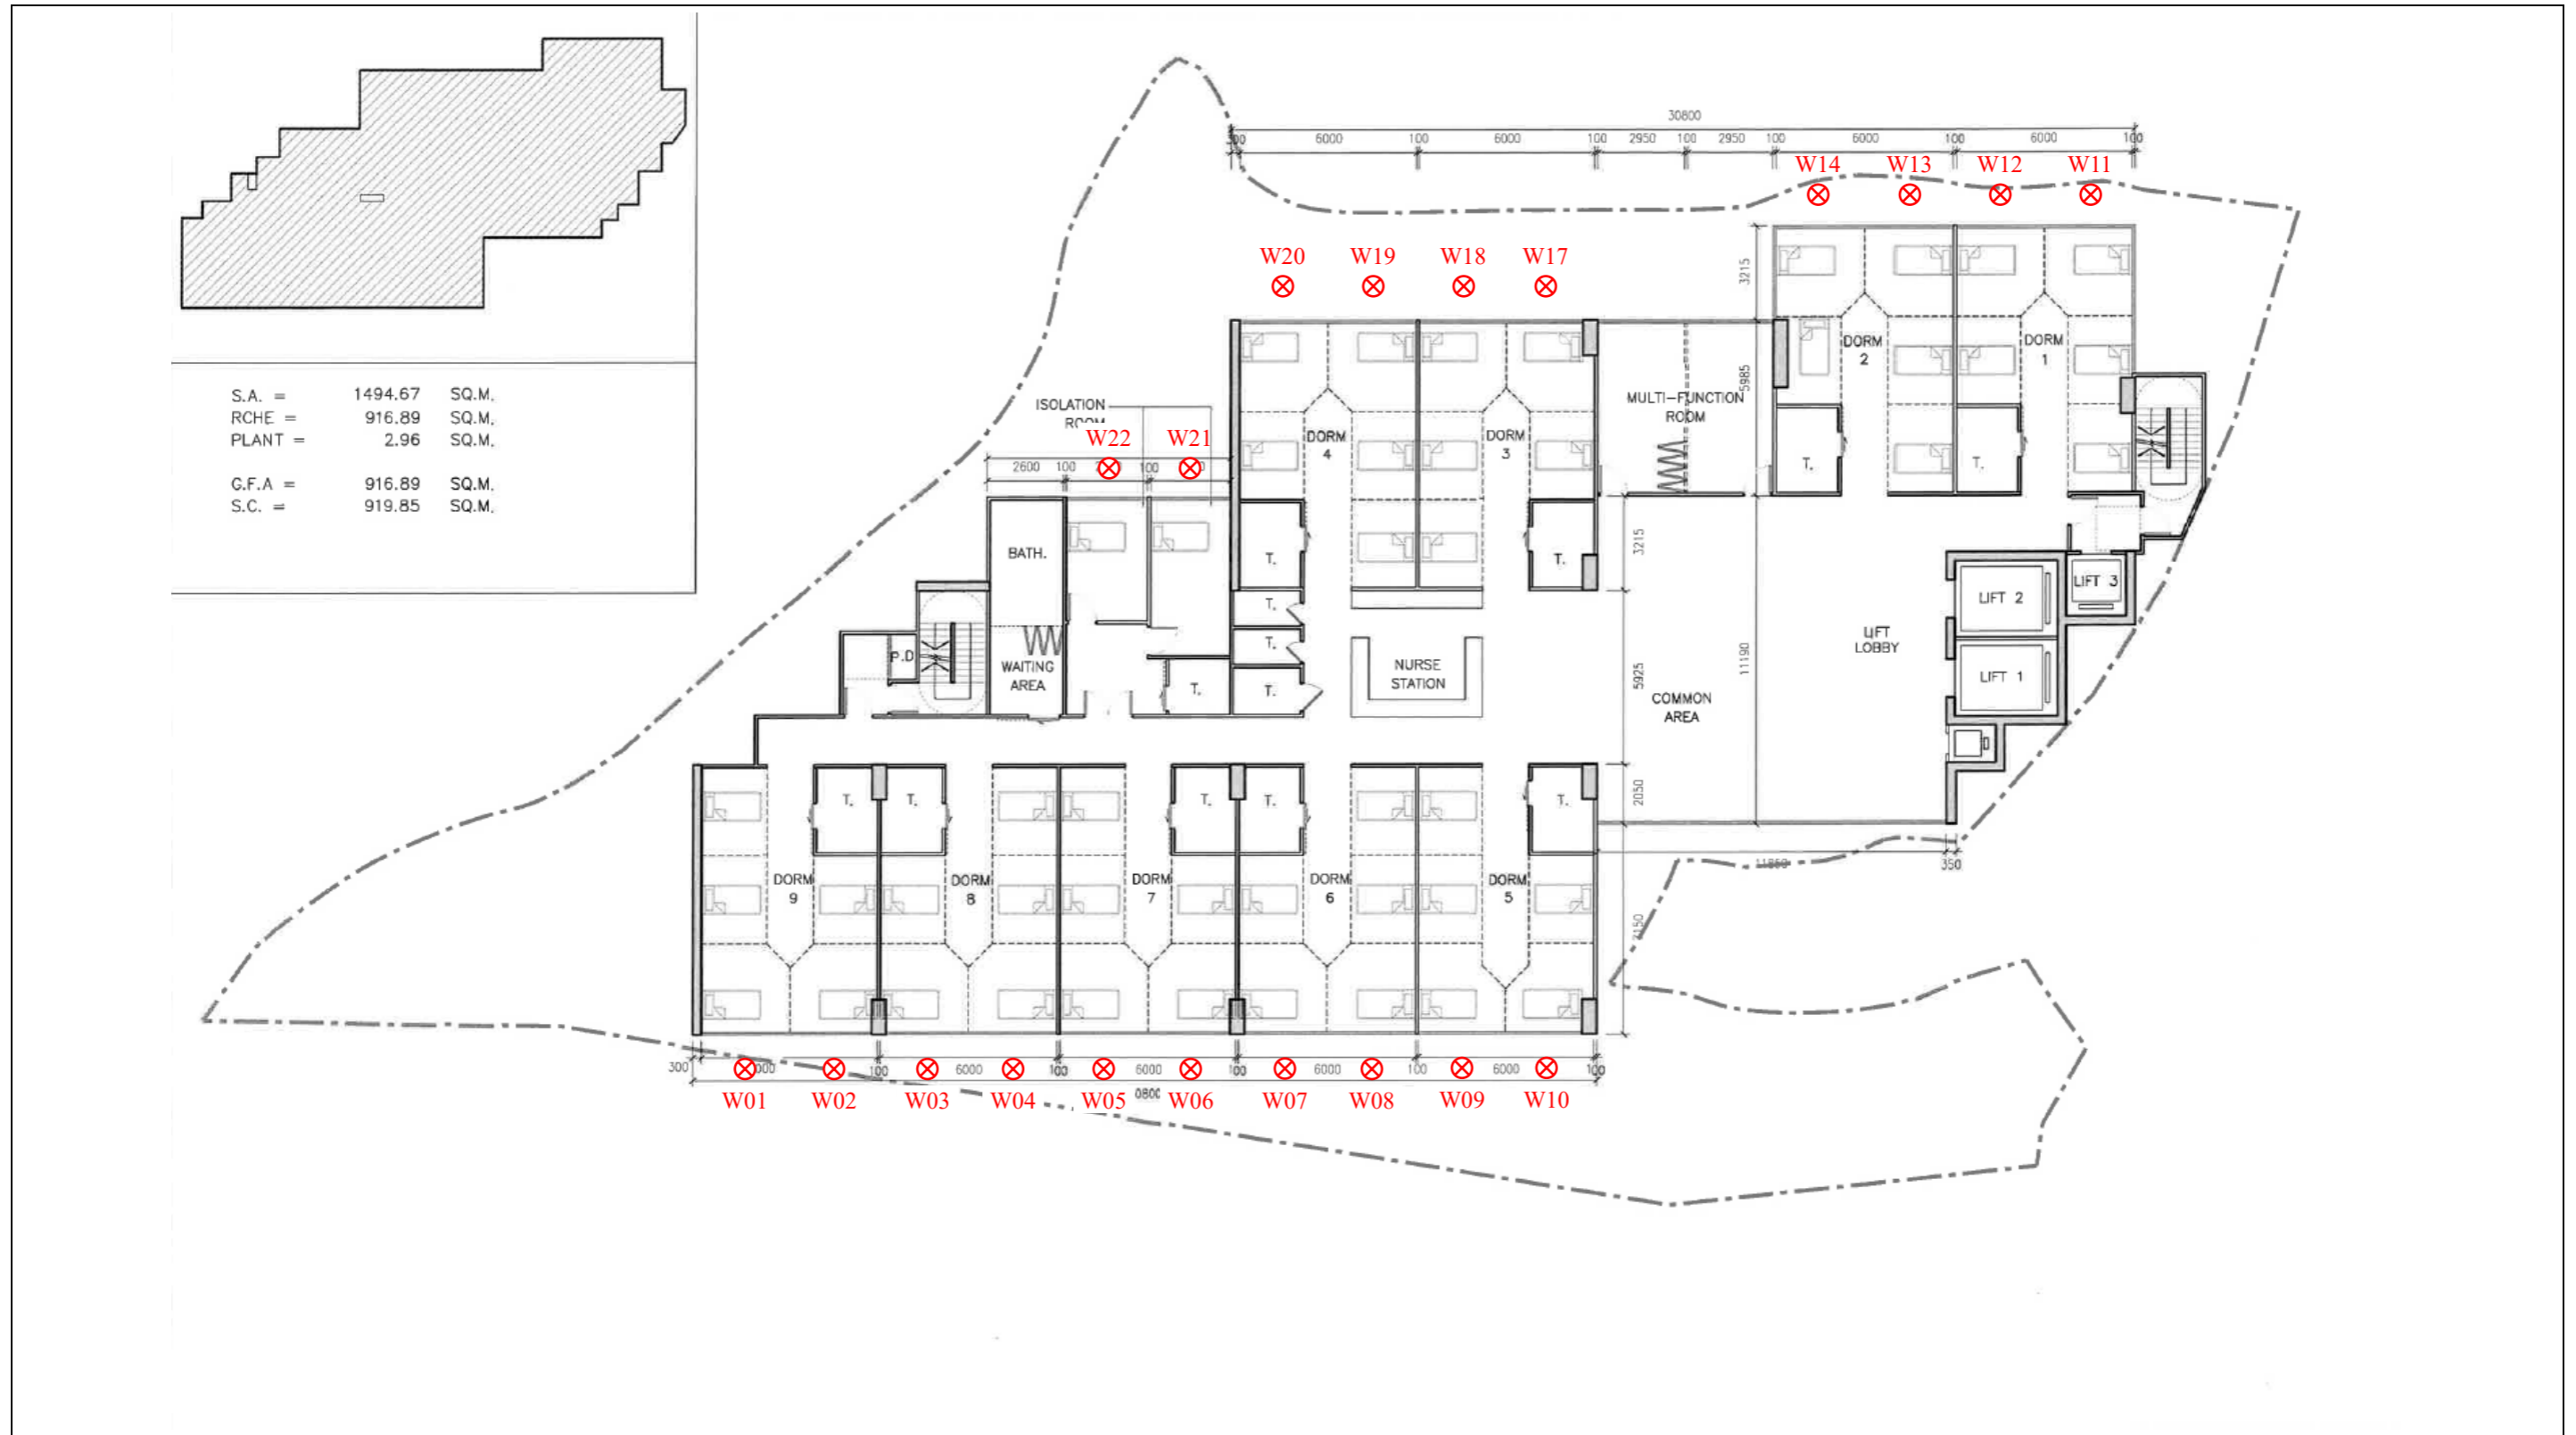 S.A. = 1494.67 SQ.M.
RCHE = 916.89 SQ.M.
PLANT = 2.96 SQ.M.
G.F.A = 916.89 SQ.M.
S.C. = 919.85 SQ.M.
30800
6000 100 6000 100 2950 100 2950 100 6000 100 6000 100
W14 W13 W12 W11
W20 W19 W18 W17
3215
DORM 2
DORM 1
5985
MULTI-FUNCTION ROOM
ISOLATION
W22 W21
2600 100 100
DORM 4
DORM 3
T. T.
BATH.
T. T.
3215
LIFT 3
LIFT 2
T.
LIFT LOBBY
T.
P.D
WAITING AREA
NURSE STATION
T. T.
5925
11190
LIFT 1
COMMON AREA
T. T. T. T. T.
2050
350
DORM 9
DORM 8
DORM 7
DORM 6
DORM 5
300 100 6000 100 6000 100 6000 100 6000 100
W01 W02 W03 W04 W05 W06 W07 W08 W09 W10